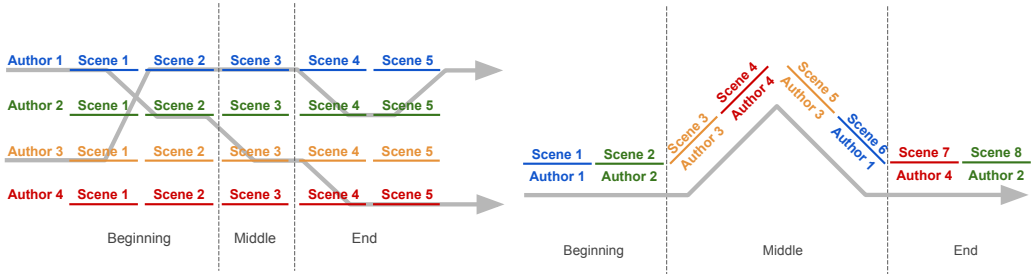 Author 1 Scene 1 Scene 2 Scene 3 Scene 4 Scene 5
Author 2 Scene 1 Scene 2 Scene 3 Scene 4 Scene 5
Author 3 Scene 1 Scene 2 Scene 3 Scene 4 Scene 5
Author 4 Scene 1 Scene 2 Scene 3 Scene 4 Scene 5
Beginning Middle End
Scene 1
Author 1
Scene 2
Author 2
Scene 3
Author 3
Scene 4
Author 4
Scene 5
Author 3
Scene 6
Author 1
Scene 7
Author 4
Scene 8
Author 2
Beginning Middle End